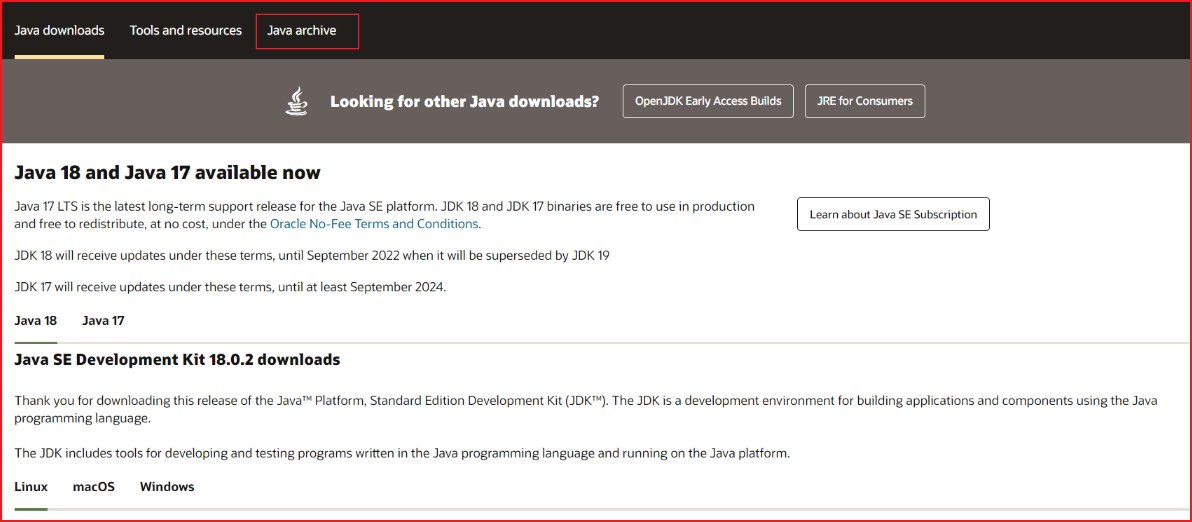 Java downloads Tools and resources Java archive
Looking for other Java downloads? OpenJDK Early Access Builds JRE for Consumers
Java 18 and Java 17 available now
Java 17 LTS is the latest long-term support release for the Java SE platform. JDK 18 and JDK 17 binaries are free to use in production
and free to redistribute, at no cost, under the Oracle No-Fee Terms and Conditions.
Learn about Java SE Subscription
JDK 18 will receive updates under these terms, until September 2022 when it will be superseded by JDK 19
JDK 17 will receive updates under these terms, until at least September 2024.
Java 18 Java 17
Java SE Development Kit 18.0.2 downloads
Thank you for downloading this release of the Java™ Platform, Standard Edition Development Kit (JDK™). The JDK is a development environment for building applications and components using the Java
programming language.
The JDK includes tools for developing and testing programs written in the Java programming language and running on the Java platform.
Linux macOS Windows